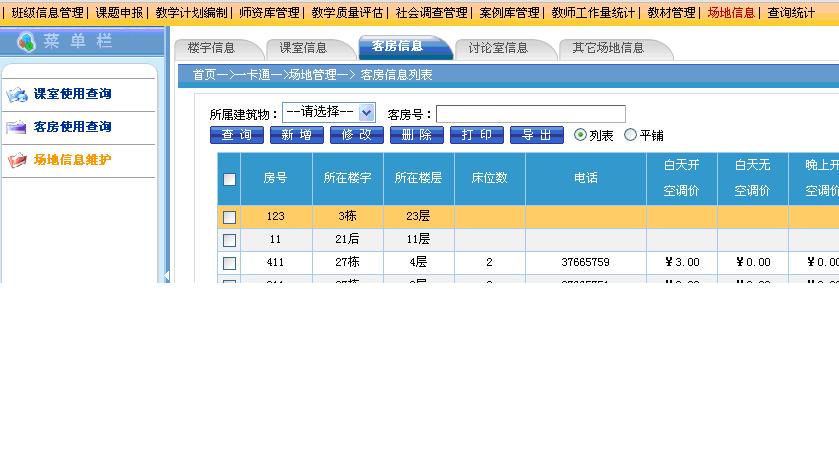 | 班级信息管理 | 课题申报 | 教学计划编制 | 师资库管理 | 教学质量评估 | 社会调查管理 | 案例库管理 | 教师工作量统计 | 教材管理 | 场地信息 | 查询统计
菜单栏
课室使用查询
客房使用查询
场地信息维护
楼宇信息 课室信息 客房信息 讨论室信息 其它场地信息
首页—>—卡通—>场地管理—> 客房信息列表
所属建筑物： --请选择-- 客房号：
查 询 新 增 修 改 删 除 打 印 导 出 列表 平铺
房号 所在楼宇 所在楼层 床位数 电话 白天开空调价 白天无空调价 晚上开空调价
123 3栋 23层
11 21后 11层
411 27栋 4层 2 37665759 ¥3.00 ¥0.00 ¥0.00